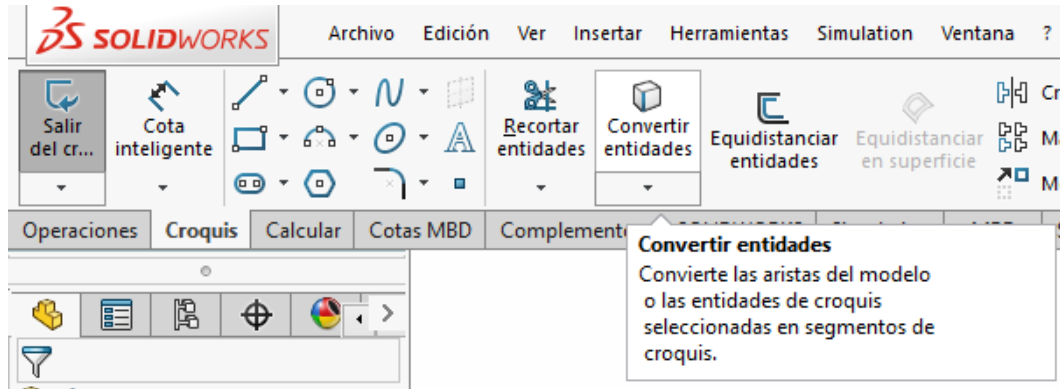 SOLIDWORKS
Archivo Edición Ver Insertar Herramientas Simulation Ventana ?
Salir
del cr...
Cota
inteligente
Recortar
entidades
Convertir
entidades
Equidistanciar
entidades
Equidistanciar
en superficie
Operaciones Croquis Calcular Cotas MBD
Convertir entidades
Convierte las aristas del modelo
o las entidades de croquis
seleccionadas en segmentos de
croquis.